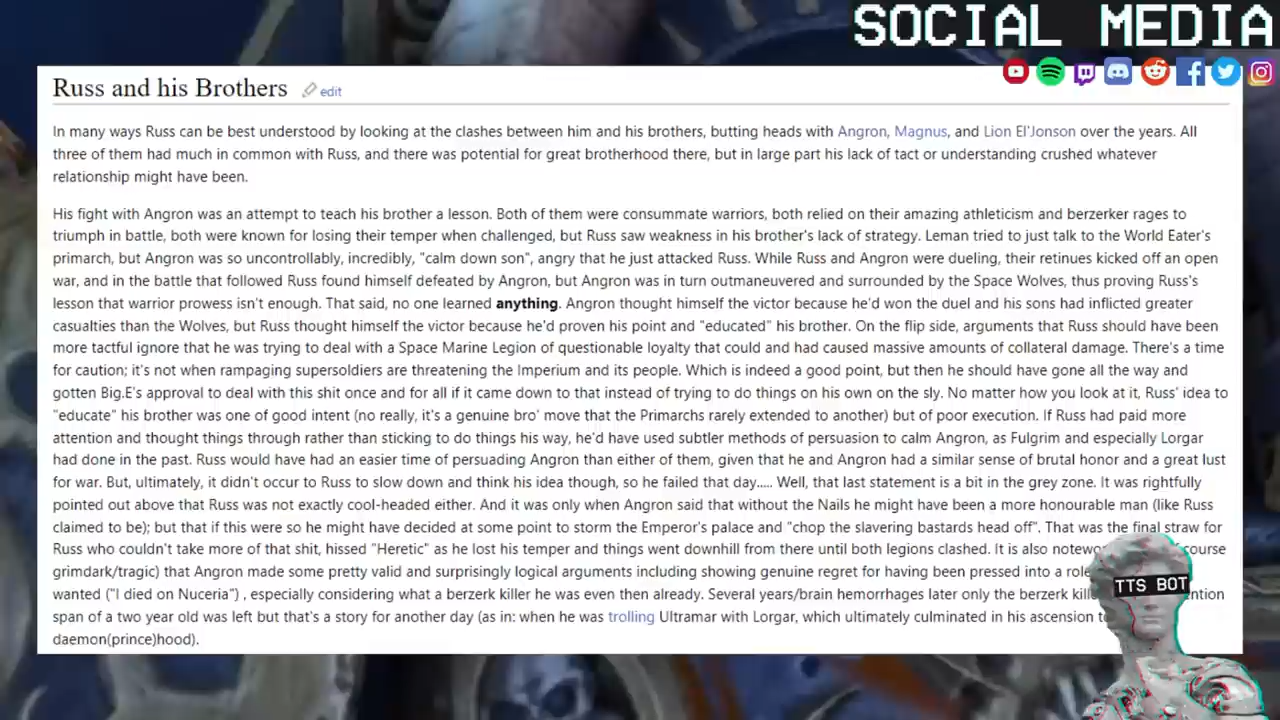 SOCIAL MEDIA
Russ and his Brothers edit
In many ways Russ can be best understood by looking at the clashes between him and his brothers, butting heads with Angron, Magnus, and Lion El'Jonson over the years. All
three of them had much in common with Russ, and there was potential for great brotherhood there, but in large part his lack of tact or understanding crushed whatever
relationship might have been.
His fight with Angron was an attempt to teach his brother a lesson. Both of them were consummate warriors, both relied on their amazing athleticism and berzerker rages to
triumph in battle, both were known for losing their temper when challenged, but Russ saw weakness in his brother's lack of strategy. Leman tried to just talk to the World Eater's
primarch, but Angron was so uncontrollably, incredibly, "calm down son", angry that he just attacked Russ. While Russ and Angron were dueling, their retinues kicked off an open
war, and in the battle that followed Russ found himself defeated by Angron, but Angron was in turn outmaneuvered and surrounded by the Space Wolves, thus proving Russ's
lesson that warrior prowess isn't enough. That said, no one learned anything. Angron thought himself the victor because he'd won the duel and his sons had inflicted greater
casualties than the Wolves, but Russ thought himself the victor because he'd proven his point and "educated" his brother. On the flip side, arguments that Russ should have been
more tactful ignore that he was trying to deal with a Space Marine Legion of questionable loyalty that could and had caused massive amounts of collateral damage. There's a time
for caution; it's not when rampaging supersoldiers are threatening the Imperium and its people. Which is indeed a good point, but then he should have gone all the way and
gotten Big.E's approval to deal with this shit once and for all if it came down to that instead of trying to do things on his own on the sly. No matter how you look at it, Russ' idea to
"educate" his brother was one of good intent (no really, it's a genuine bro' move that the Primarchs rarely extended to another) but of poor execution. If Russ had paid more
attention and thought things through rather than sticking to do things his way, he'd have used subtler methods of persuasion to calm Angron, as Fulgrim and especially Lorgar
had done in the past. Russ would have had an easier time of persuading Angron than either of them, given that he and Angron had a similar sense of brutal honor and a great lust
for war. But, ultimately, it didn't occur to Russ to slow down and think his idea though, so he failed that day..... Well, that last statement is a bit in the grey zone. It was rightfully
pointed out above that Russ was not exactly cool-headed either. And it was only when Angron said that without the Nails he might have been a more honourable man (like Russ
claimed to be); but that if this were so he might have decided at some point to storm the Emperor's palace and "chop the slavering bastards head off". That was the final straw for
Russ who couldn't take more of that shit, hissed "Heretic" as he lost his temper and things went downhill from there until both legions clashed. It is also course
grimdark/tragic) that Angron made some pretty valid and surprisingly logical arguments including showing genuine regret for having been pressed into a role
wanted ("I died on Nuceria") , especially considering what a berzerk killer he was even then already. Several years/brain hemorrhages later only the berzerk
span of a two year old was left but that's a story for another day (as in: when he was trolling Ultramar with Lorgar, which ultimately culminated in his ascension
daemon(prince)hood).
TTS BOT